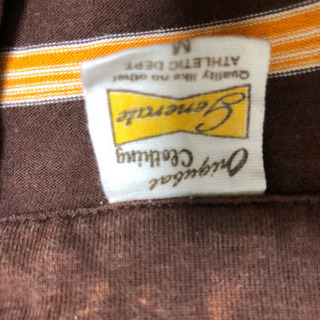 Original
Clothing
Generate
Quality like no other
ATHLETIC DEPT.
M